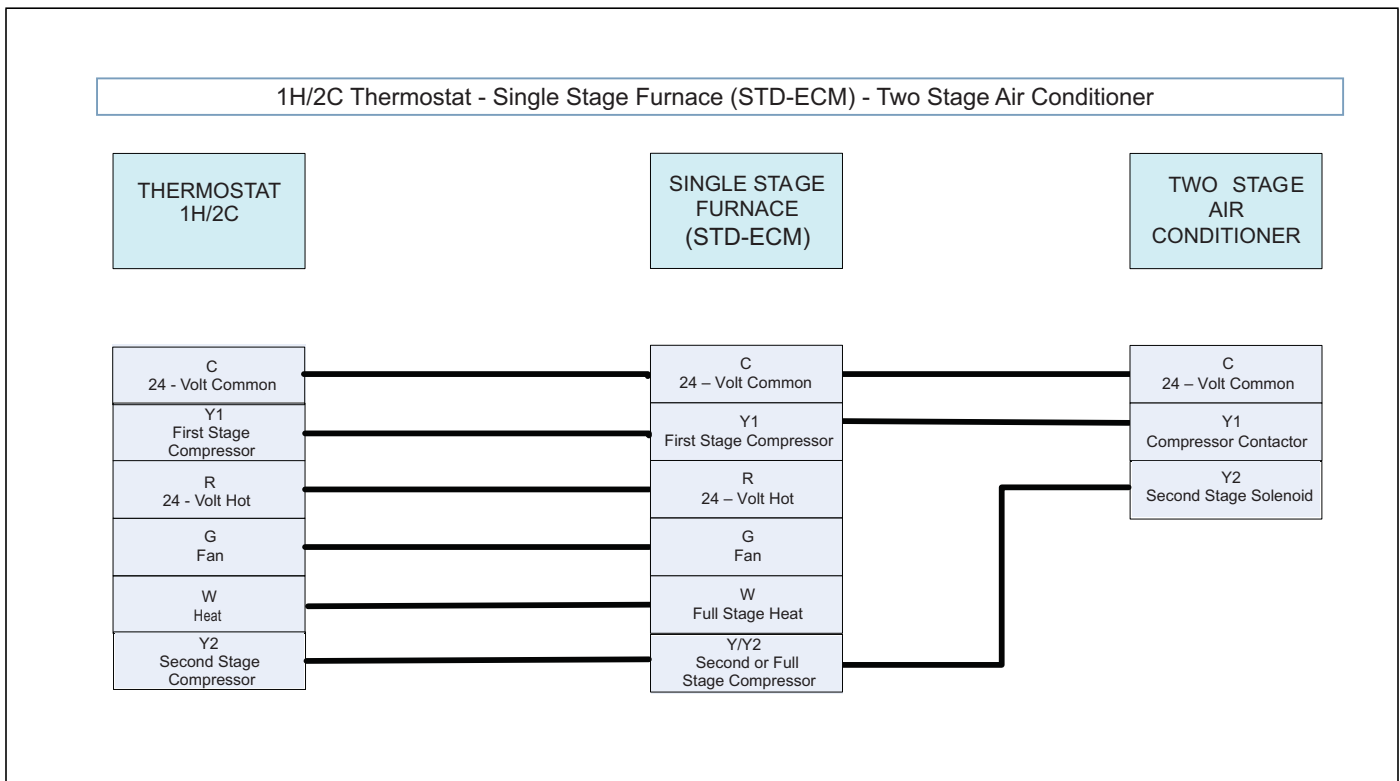 1H/2C Thermostat - Single Stage Furnace (STD-ECM) - Two Stage Air Conditioner
THERMOSTAT
1H/2C
SINGLE STAGE
FURNACE
(STD-ECM)
TWO STAGE
AIR
CONDITIONER
C
24 - Volt Common
Y1
First Stage
Compressor
R
24 - Volt Hot
G
Fan
W
Heat
Y2
Second Stage
Compressor
C
24 – Volt Common
Y1
First Stage Compressor
R
24 – Volt Hot
G
Fan
W
Full Stage Heat
Y/Y2
Second or Full
Stage Compressor
C
24 – Volt Common
Y1
Compressor Contactor
Y2
Second Stage Solenoid